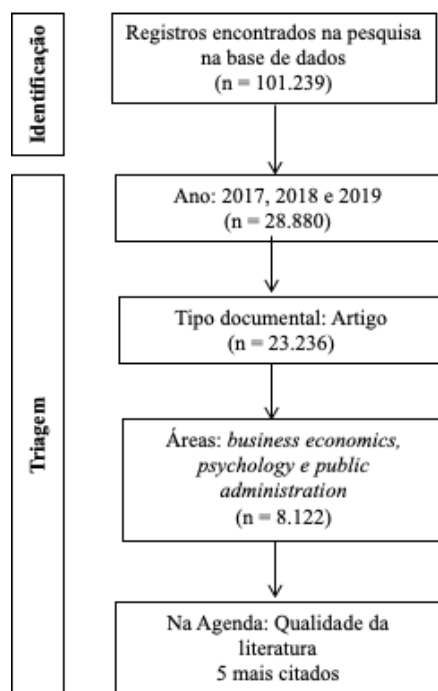 Identificação
Registros encontrados na pesquisa
na base de dados
(n = 101.239)
Triagem
Ano: 2017, 2018 e 2019
(n = 28.880)
Tipo documental: Artigo
(n = 23.236)
Áreas: business economics,
psychology e public
administration
(n = 8.122)
Na Agenda: Qualidade da
literatura
5 mais citados